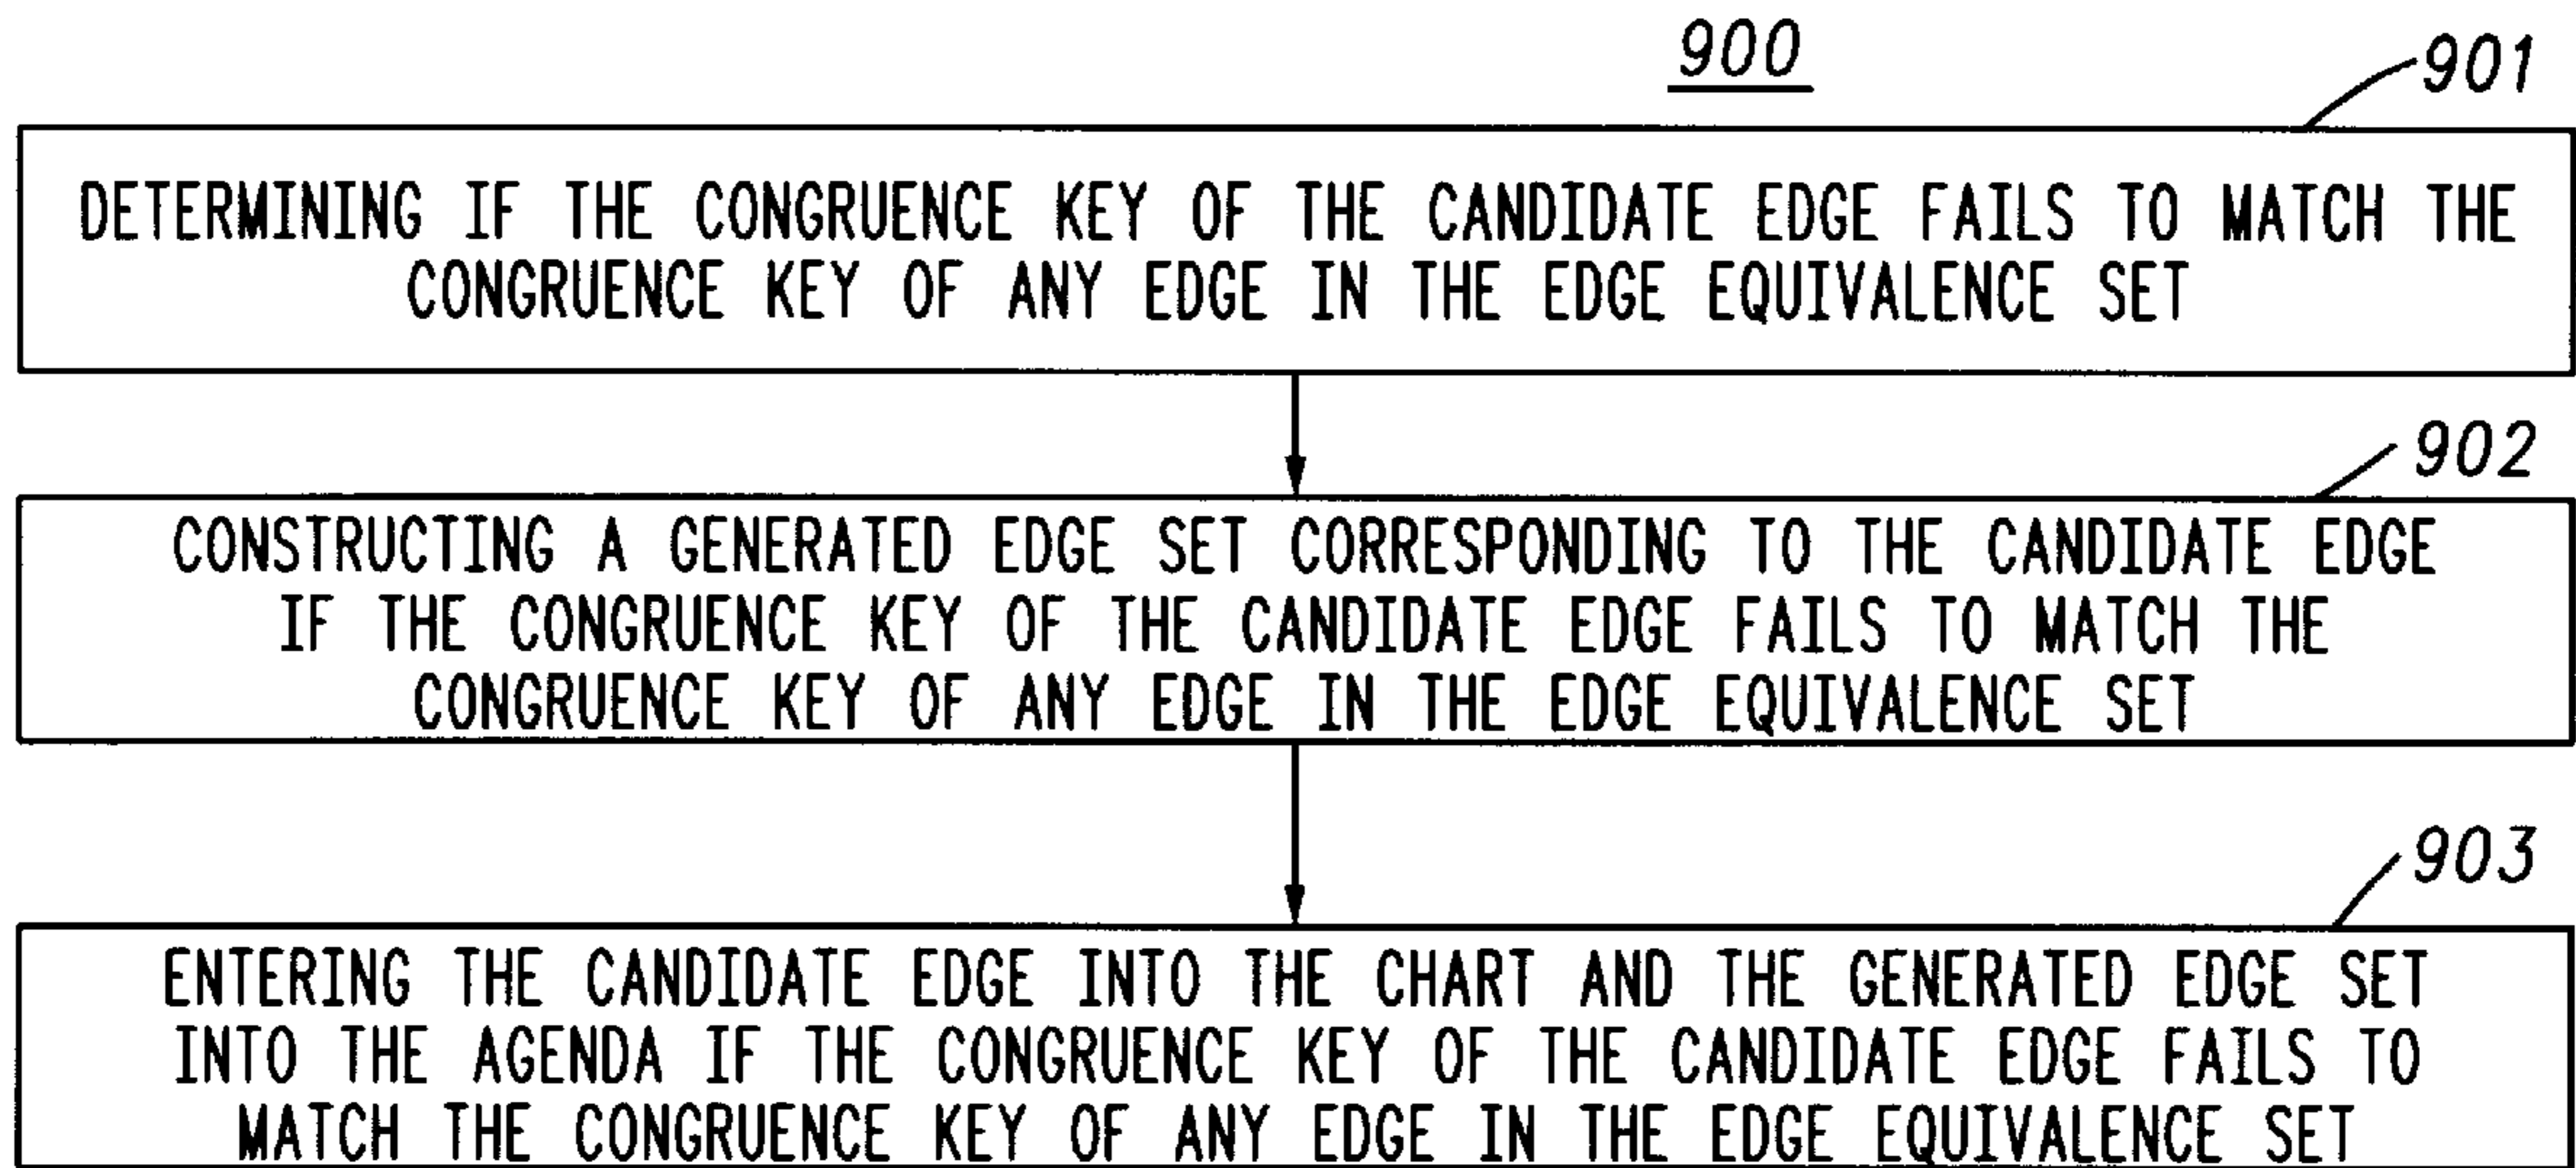 900
901
DETERMINING IF THE CONGRUENCE KEY OF THE CANDIDATE EDGE FAILS TO MATCH THE
CONGRUENCE KEY OF ANY EDGE IN THE EDGE EQUIVALENCE SET
902
CONSTRUCTING A GENERATED EDGE SET CORRESPONDING TO THE CANDIDATE EDGE
IF THE CONGRUENCE KEY OF THE CANDIDATE EDGE FAILS TO MATCH THE
CONGRUENCE KEY OF ANY EDGE IN THE EDGE EQUIVALENCE SET
903
ENTERING THE CANDIDATE EDGE INTO THE CHART AND THE GENERATED EDGE SET
INTO THE AGENDA IF THE CONGRUENCE KEY OF THE CANDIDATE EDGE FAILS TO
MATCH THE CONGRUENCE KEY OF ANY EDGE IN THE EDGE EQUIVALENCE SET